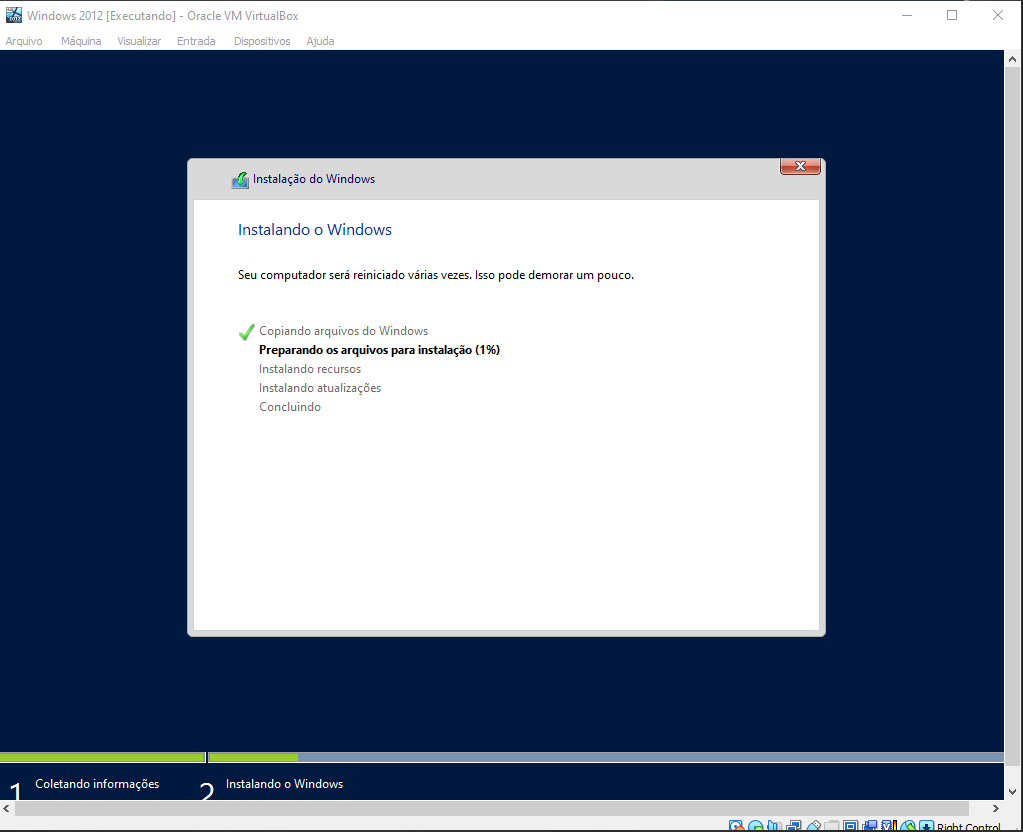 Windows 2012 [Executando] - Oracle VM VirtualBox
Arquivo Máquina Visualizar Entrada Dispositivos Ajuda
Instalação do Windows
Instalando o Windows
Seu computador será reiniciado várias vezes. Isso pode demorar um pouco.
Copiando arquivos do Windows
Preparando os arquivos para instalação (1%)
Instalando recursos
Instalando atualizações
Concluindo
1 Coletando informações 2 Instalando o Windows
Right Control